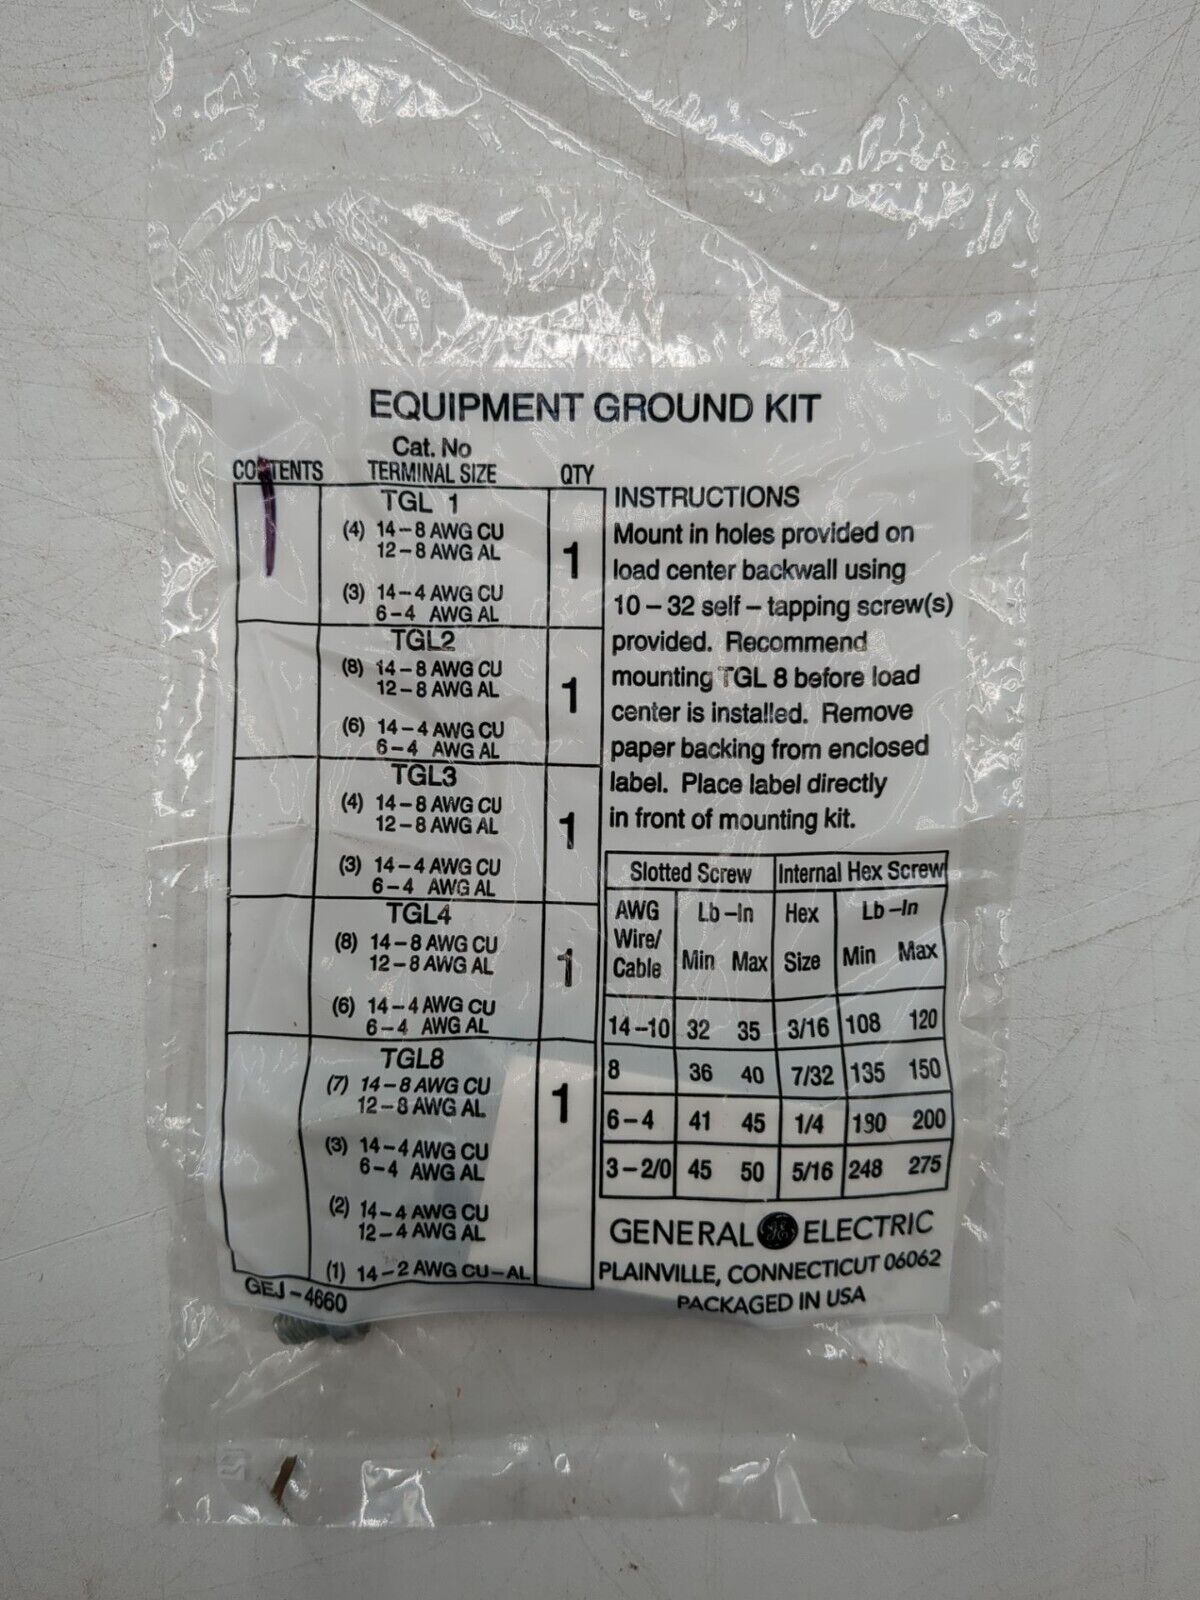 EQUIPMENT GROUND KIT
Cat. No
CONTENTS TERMINAL SIZE QTY
TGL 1
(4) 14-8 AWG CU
12-8 AWG AL
1
(3) 14-4 AWG CU
6-4 AWG AL
TGL2
(8) 14-8 AWG CU
12-8 AWG AL
1
(6) 14-4 AWG CU
6-4 AWG AL
TGL3
(4) 14-8 AWG CU
12-8 AWG AL
1
(3) 14-4 AWG CU
6-4 AWG AL
TGL4
(8) 14-8 AWG CU
12-8 AWG AL
1
(6) 14-4 AWG CU
6-4 AWG AL
TGL8
(7) 14-8 AWG CU
12-8 AWG AL
1
(3) 14-4 AWG CU
6-4 AWG AL
(2) 14-4 AWG CU
12-4 AWG AL
(1) 14-2 AWG CU-AL
GEJ-4660
INSTRUCTIONS
Mount in holes provided on
load center backwall using
10-32 self-tapping screw(s)
provided. Recommend
mounting TGL 8 before load
center is installed. Remove
paper backing from enclosed
label. Place label directly
in front of mounting kit.
Slotted Screw Internal Hex Screw
AWG Lb-In Hex Lb-In
Wire/
Cable Min Max Size Min Max
14-10 32 35 3/16 108 120
8 36 40 7/32 135 150
6-4 41 45 1/4 180 200
3-2/0 45 50 5/16 248 275
GENERAL GE ELECTRIC
PLAINVILLE, CONNECTICUT 06062
PACKAGED IN USA